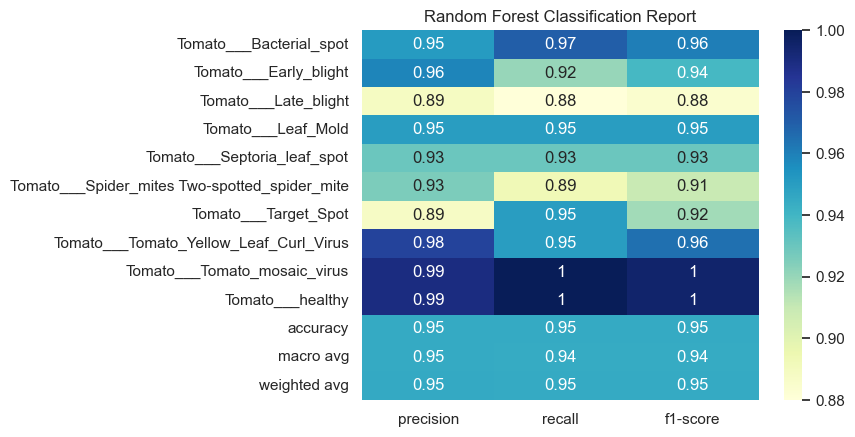 Random Forest Classification Report
Tomato___Bacterial_spot 0.95 0.97 0.96
Tomato___Early_blight 0.96 0.92 0.94
Tomato___Late_blight 0.89 0.88 0.88
Tomato___Leaf_Mold 0.95 0.95 0.95
Tomato___Septoria_leaf_spot 0.93 0.93 0.93
Tomato___Spider_mites Two-spotted_spider_mite 0.93 0.89 0.91
Tomato___Target_Spot 0.89 0.95 0.92
Tomato___Tomato_Yellow_Leaf_Curl_Virus 0.98 0.95 0.96
Tomato___Tomato_mosaic_virus 0.99 1 1
Tomato___healthy 0.99 1 1
accuracy 0.95 0.95 0.95
macro avg 0.95 0.94 0.94
weighted avg 0.95 0.95 0.95
precision recall f1-score
1.00
0.98
0.96
0.94
0.92
0.90
0.88